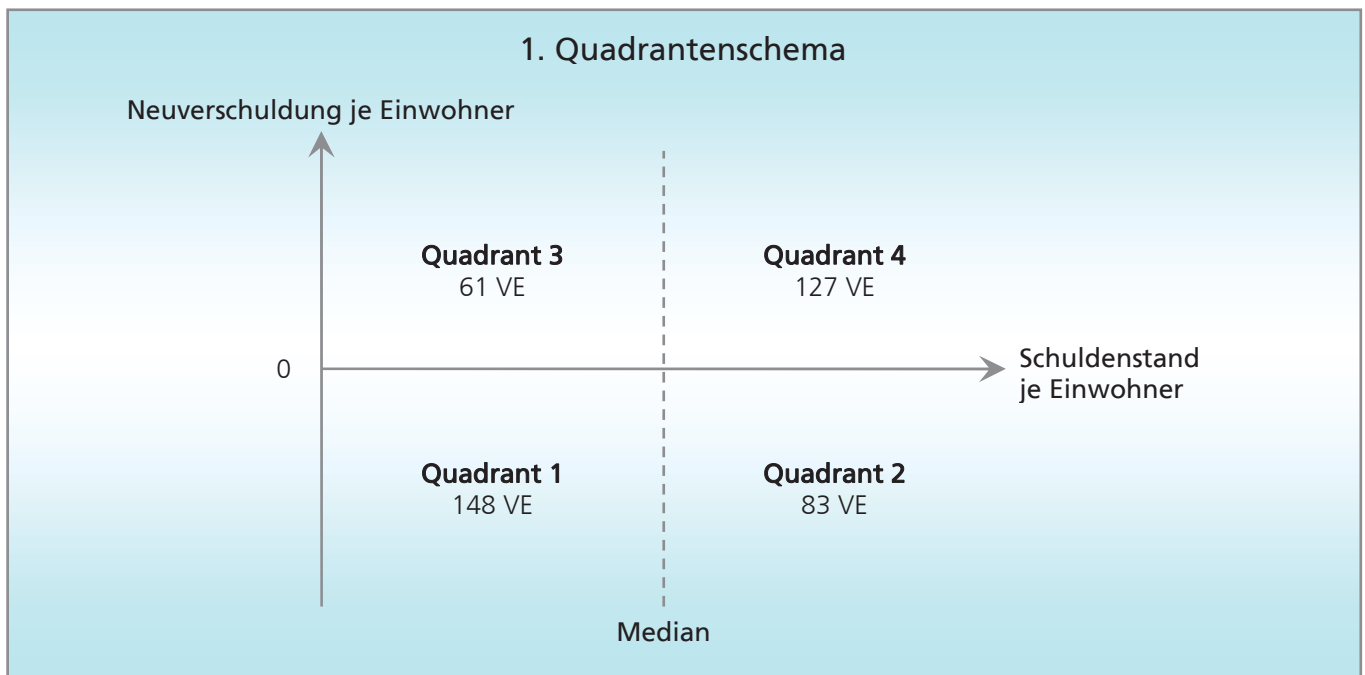 1. Quadrantenschema
Neuverschuldung je Einwohner
Quadrant 3
61 VE
Quadrant 4
127 VE
0
Schuldenstand
je Einwohner
Quadrant 1
148 VE
Quadrant 2
83 VE
Median